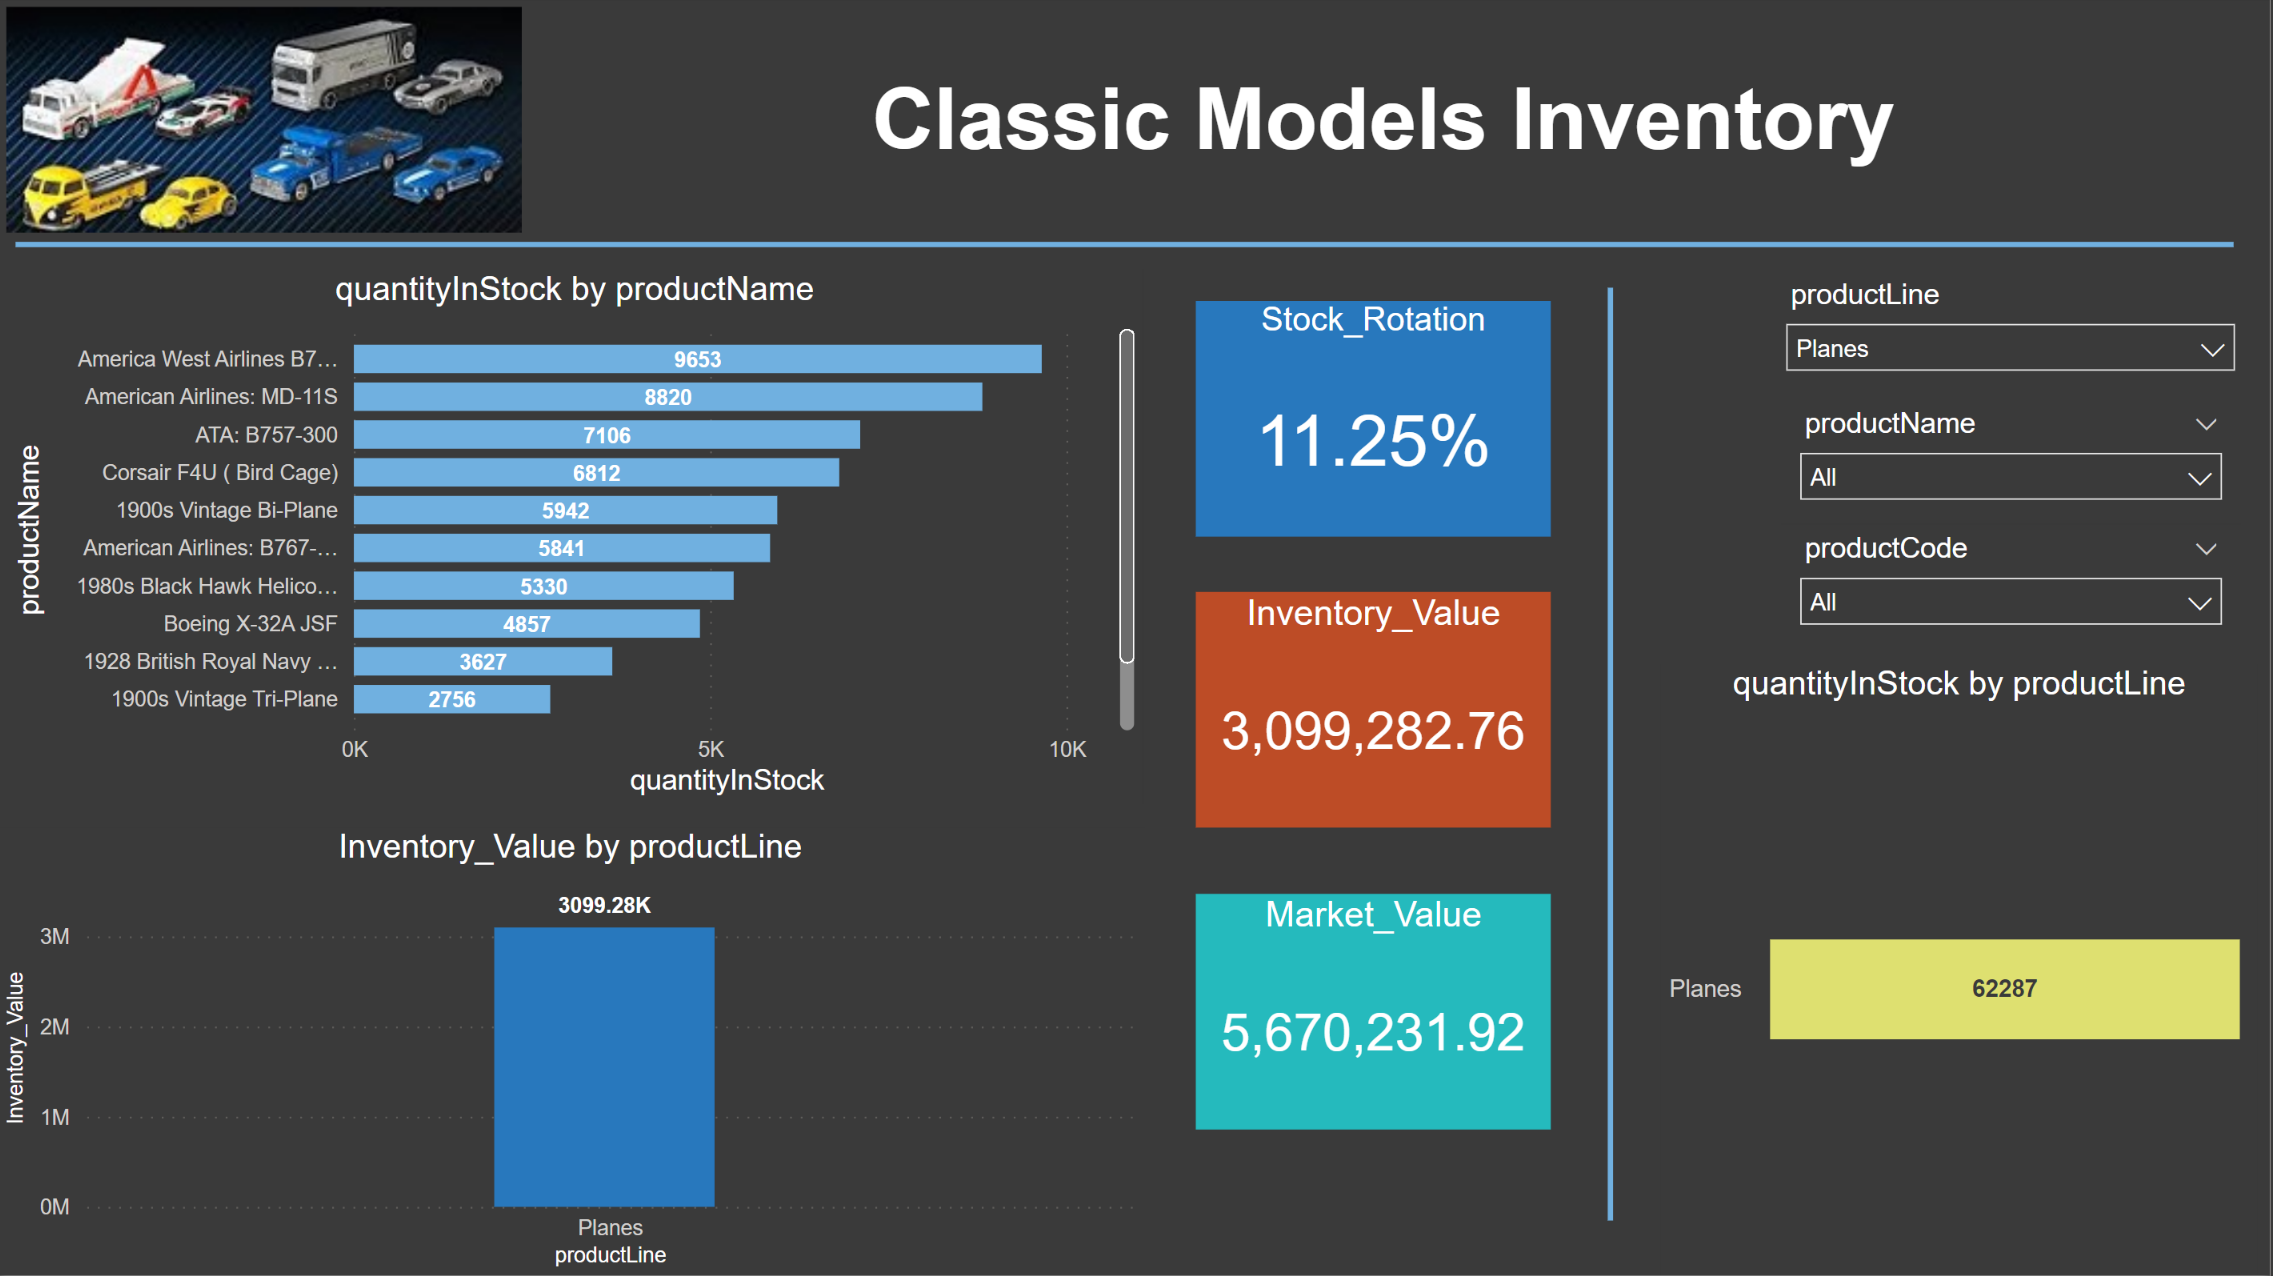 Classic Models Inventory
quantityInStock by productName
productName
America West Airlines B7…
9653
American Airlines: MD-11S
8820
ATA: B757-300
7106
Corsair F4U ( Bird Cage)
6812
1900s Vintage Bi-Plane
5942
American Airlines: B767-…
5841
1980s Black Hawk Helico…
5330
Boeing X-32A JSF
4857
1928 British Royal Navy …
3627
1900s Vintage Tri-Plane
2756
0K
5K
10K
quantityInStock
Inventory_Value by productLine
Inventory_Value
3099.28K
3M
2M
1M
0M
Planes
productLine
Stock_Rotation
11.25%
Inventory_Value
3,099,282.76
Market_Value
5,670,231.92
productLine
Planes
productName
All
productCode
All
quantityInStock by productLine
Planes
62287